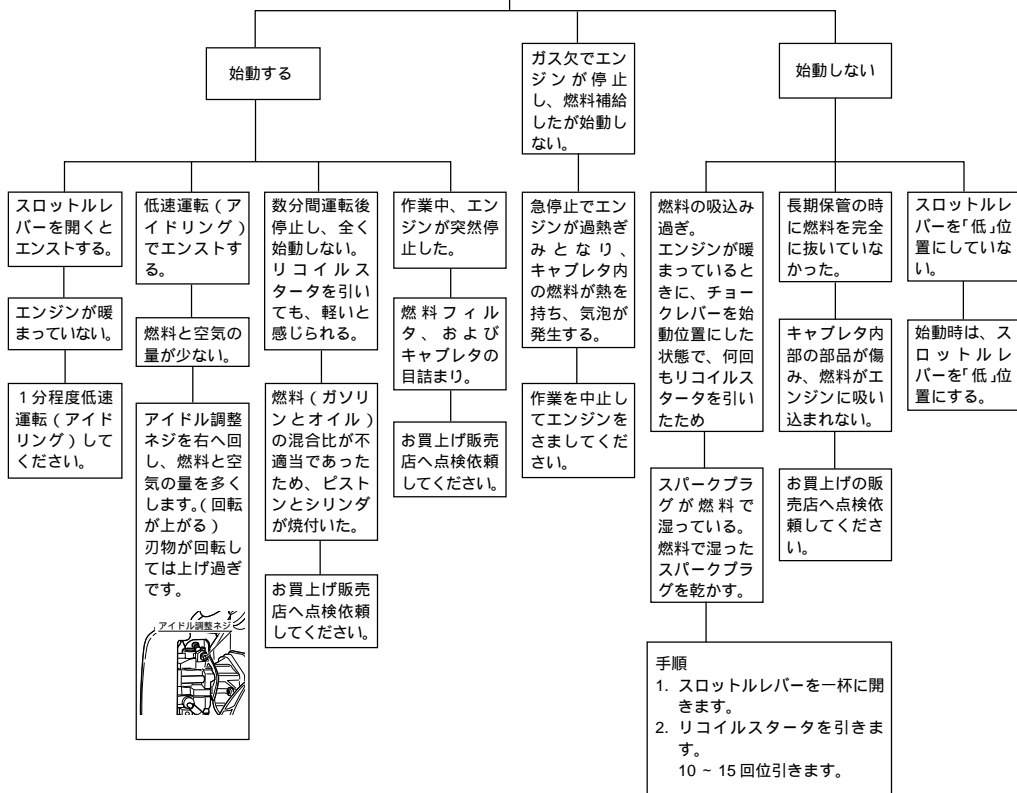 始動する
ガス欠でエン
ジンが停止
し、燃料補給
したが始動し
ない。
始動しない
スロットルレ
バーを開くと
エンストする。
エンジンが暖
まっていない。
1分程度低速
運転(アイド
リング)して
ください。
低速運転(ア
イドリング)
でエンストす
る。
燃料と空気の
量が少ない。
アイドル調整
ネジを右へ回
し、燃料と空
気の量を多く
します。(回転
が上がる)
刃物が回転し
ては上げ過ぎ
です。
アイドル調整ネジ
数分間運転後
停止し、全く
始動しない。
リコイルス
タータを引い
ても、軽いと
感じられる。
燃料(ガソリ
ンとオイル)
の混合比が不
適当であった
ため、ピスト
ンとシリンダ
が焼付いた。
お買上げ販売
店へ点検依頼
してください。
作業中、エン
ジンが突然停
止した。
燃料フィル
タ、および
キャブレタの
目詰まり。
お買上げ販売
店へ点検依頼
してください。
急停止でエン
ジンが過熱ぎ
みとなり、
キャブレタ内
の燃料が熱を
持ち、気泡が
発生する。
作業を中止し
てエンジンを
さましてくだ
さい。
燃料の吸込み
過ぎ。
エンジンが暖
まっているとき
に、チョー
クレバーを始
動位置にした
状態で、何回
もリコイルス
タータを引い
たため
スパークプラ
グが燃料で
湿っている。
燃料で湿った
スパークプラ
グを乾かす。
手順
1. スロットルレバーを一杯に開
きます。
2. リコイルスタータを引きま
す。
10 ~ 15 回位引きます。
長期保管の時
に燃料を完全
に抜いていな
かった。
キャブレタ内
部の部品が傷
み、燃料がエ
ンジンに吸い
込まれない。
お買上げの販
売店へ点検依
頼してくださ
い。
スロットルレ
バーを「低」位
置にしていな
い。
始動時は、ス
ロットルレ
バーを「低」位
置にする。